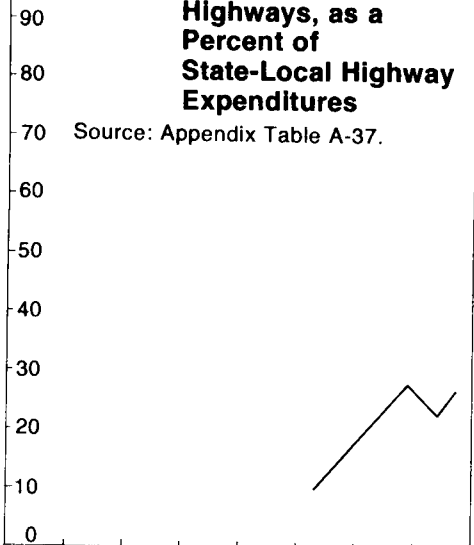 Highways, as a
Percent of
State-Local Highway
Expenditures
Source: Appendix Table A-37.
90
80
70
60
50
40
30
20
10
0